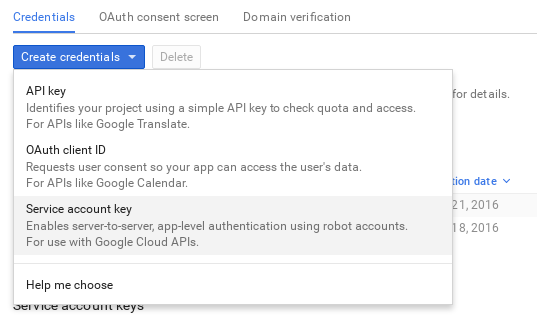 Credentials OAuth consent screen Domain verification
Create credentials Delete
API key
Identifies your project using a simple API key to check quota and access.
for details.
For APIs like Google Translate.
OAuth client ID
Requests user consent so your app can access the user's data.
For APIs like Google Calendar.
tion date
Service account key
21, 2016
Enables server-to-server, app-level authentication using robot accounts.
18, 2016
For use with Google Cloud APIs.
Help me choose
Service account keys